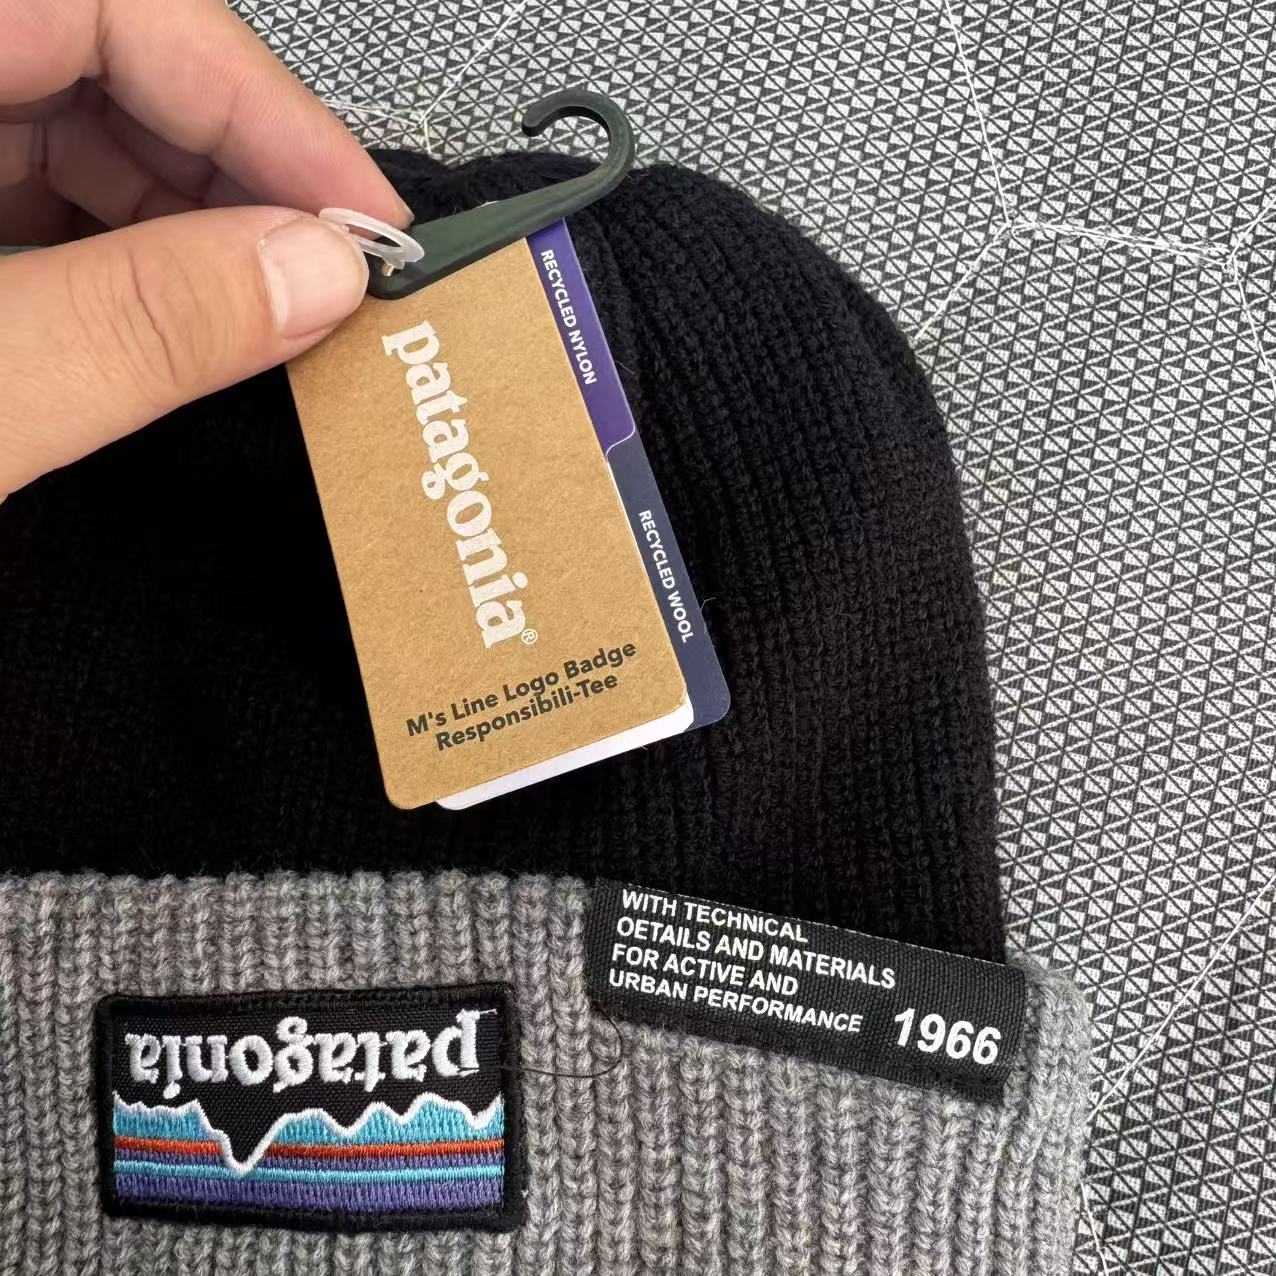 RECYCLED NYLON
RECYCLED WOOL
patagonia®
M's Line Logo Badge
Responsibili-Tee
WITH TECHNICAL
OETAILS AND MATERIALS
FOR ACTIVE AND
URBAN PERFORMANCE
1966
patagonia